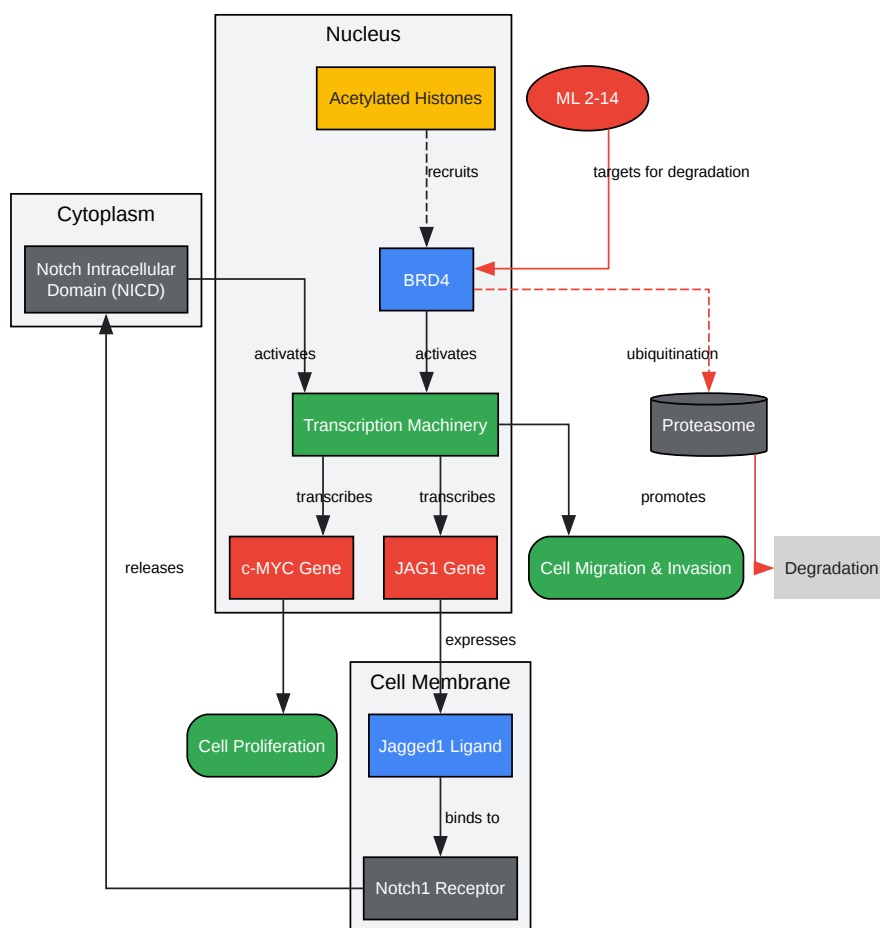 Nucleus
Acetylated Histones
ML 2-14
recruits
targets for degradation
Cytoplasm
Notch Intracellular
Domain (NICD)
BRD4
activates
activates
ubiquitination
Transcription Machinery
Proteasome
transcribes
transcribes
promotes
releases
c-MYC Gene
JAG1 Gene
Cell Migration & Invasion
Degradation
expresses
Cell Membrane
Cell Proliferation
Jagged1 Ligand
binds to
Notch1 Receptor